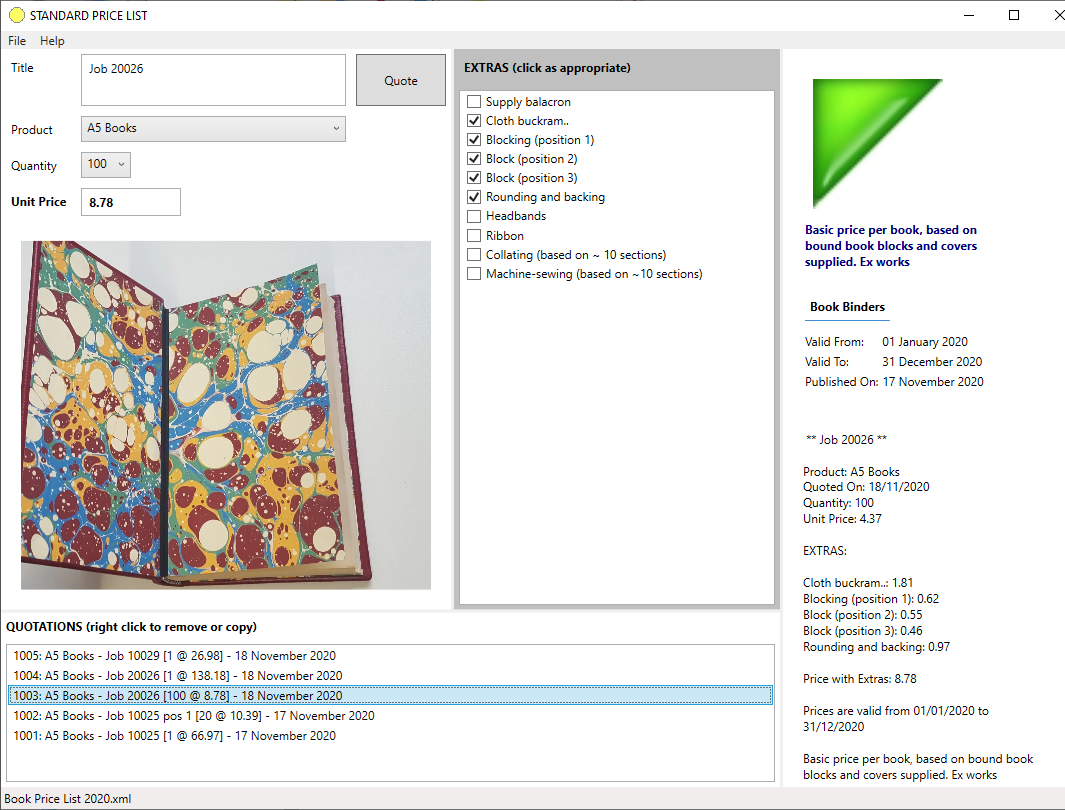 STANDARD PRICE LIST
File Help
Title
Job 20026
Quote
Product
A5 Books
Quantity
100
Unit Price
8.78
EXTRAS (click as appropriate)
Supply balacron
Cloth buckram..
Blocking (position 1)
Block (position 2)
Block (position 3)
Rounding and backing
Headbands
Ribbon
Collating (based on ~ 10 sections)
Machine-sewing (based on ~10 sections)
Basic price per book, based on
bound book blocks and covers
supplied. Ex works
Book Binders
Valid From: 01 January 2020
Valid To: 31 December 2020
Published On: 17 November 2020
** Job 20026 **
Product: A5 Books
Quoted On: 18/11/2020
Quantity: 100
Unit Price: 4.37
EXTRAS:
Cloth buckram..: 1.81
Blocking (position 1): 0.62
Block (position 2): 0.55
Block (position 3): 0.46
Rounding and backing: 0.97
Price with Extras: 8.78
Prices are valid from 01/01/2020 to
31/12/2020
Basic price per book, based on bound book
blocks and covers supplied. Ex works
QUOTATIONS (right click to remove or copy)
1005: A5 Books - Job 10029 [1 @ 26.98] - 18 November 2020
1004: A5 Books - Job 20026 [1 @ 138.18] - 18 November 2020
1003: A5 Books - Job 20026 [100 @ 8.78] - 18 November 2020
1002: A5 Books - Job 10025 pos 1 [20 @ 10.39] - 17 November 2020
1001: A5 Books - Job 10025 [1 @ 66.97] - 17 November 2020
Book Price List 2020.xml